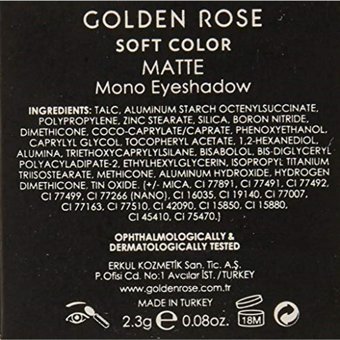 GOLDEN ROSE
SOFT COLOR
MATTE
Mono Eyeshadow
INGREDIENTS: TALC, ALUMINUM STARCH OCTENYLSUCCINATE,
POLYPROPYLENE, ZINC STEARATE, SILICA, BORON NITRIDE,
DIMETHICONE, COCO-CAPRYLATE/CAPRATE, PHENOXYETHANOL,
CAPRYLYL GLYCOL, TOCOPHERYL ACETATE, 1,2-HEXANEDIOL,
ALUMINA, TRIETHOXYCAPRYLYLSILANE, BISABOLOL, BIS-DIGLYCERYL
POLYACYLADIPATE-2, ETHYLHEXYLGLYCERIN, ISOPROPYL TITANIUM
TRIISOSTEARATE, METHICONE, ALUMINUM HYDROXIDE, HYDROGEN
DIMETHICONE, TIN OXIDE. [+/- MICA, CI 77891, CI 77491, CI 77492,
CI 77499, CI 77266 (NANO), CI 16035, CI 19140, CI 77007,
CI 77163, CI 77510, CI 42090, CI 15850, CI 15880,
CI 45410, CI 75470.]
OPHTHALMOLOGICALLY &
DERMATOLOGICALLY TESTED
ERKUL KOZMETİK San. Tic. A.Ş.
P. Ofisi Cd. No:1 Avcılar İST. /TURKEY
www.goldenrose.com.tr
MADE IN TURKEY
2.3g e 0.08oz.
18M